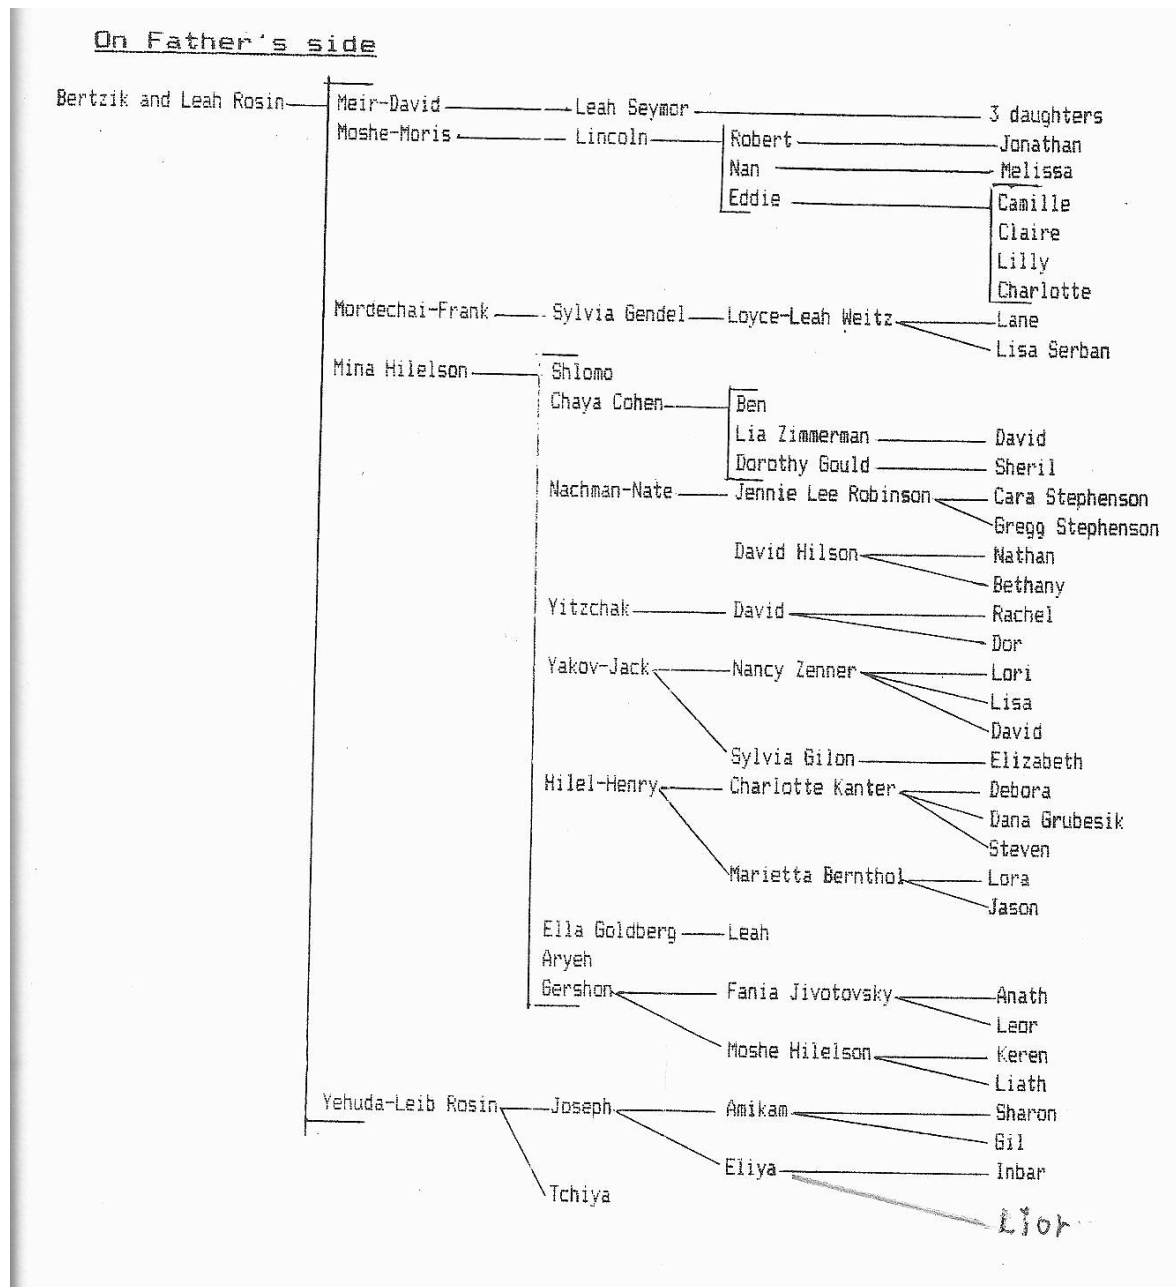 On Father's side
Bertzik and Leah Rosin Meir-David Leah Seymor 3 daughters
Moshe-Moris Lincoln Robert Jonathan
Nan Melissa
Eddie Camille
Claire
Lilly
Charlotte
Mordechai-Frank Sylvia Gendel Loyce-Leah Weitz Lane
Lisa Serban
Mina Hilelson Shlomo
Chaya Cohen Ben
Lia Zimmerman David
Dorothy Gould Sheril
Nachman-Nate Jennie Lee Robinson Cara Stephenson
Gregg Stephenson
David Hilson Nathan
Bethany
Yitzchak David Rachel
Dor
Yakov-Jack Nancy Zenner Lori
Lisa
David
Sylvia Gilon Elizabeth
Hilel-Henry Charlotte Kanter Debora
Dana Grubesik
Steven
Marietta Bernthol Lora
Jason
Ella Goldberg Leah
Aryeh
Gershon Fania Jivotovsky Anath
Leor
Moshe Hilelson Keren
Liath
Yehuda-Leib Rosin Joseph Amikam Sharon
Gil
Eliya Inbar
Tchiya
Lior